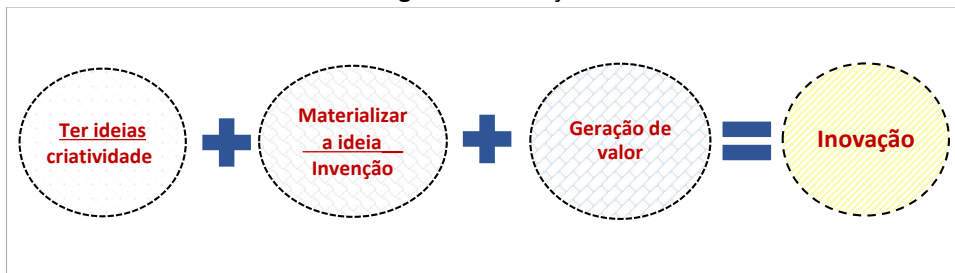 Ter ideias
criatividade
Materializar
a ideia
Invenção
Geração de
valor
Inovação